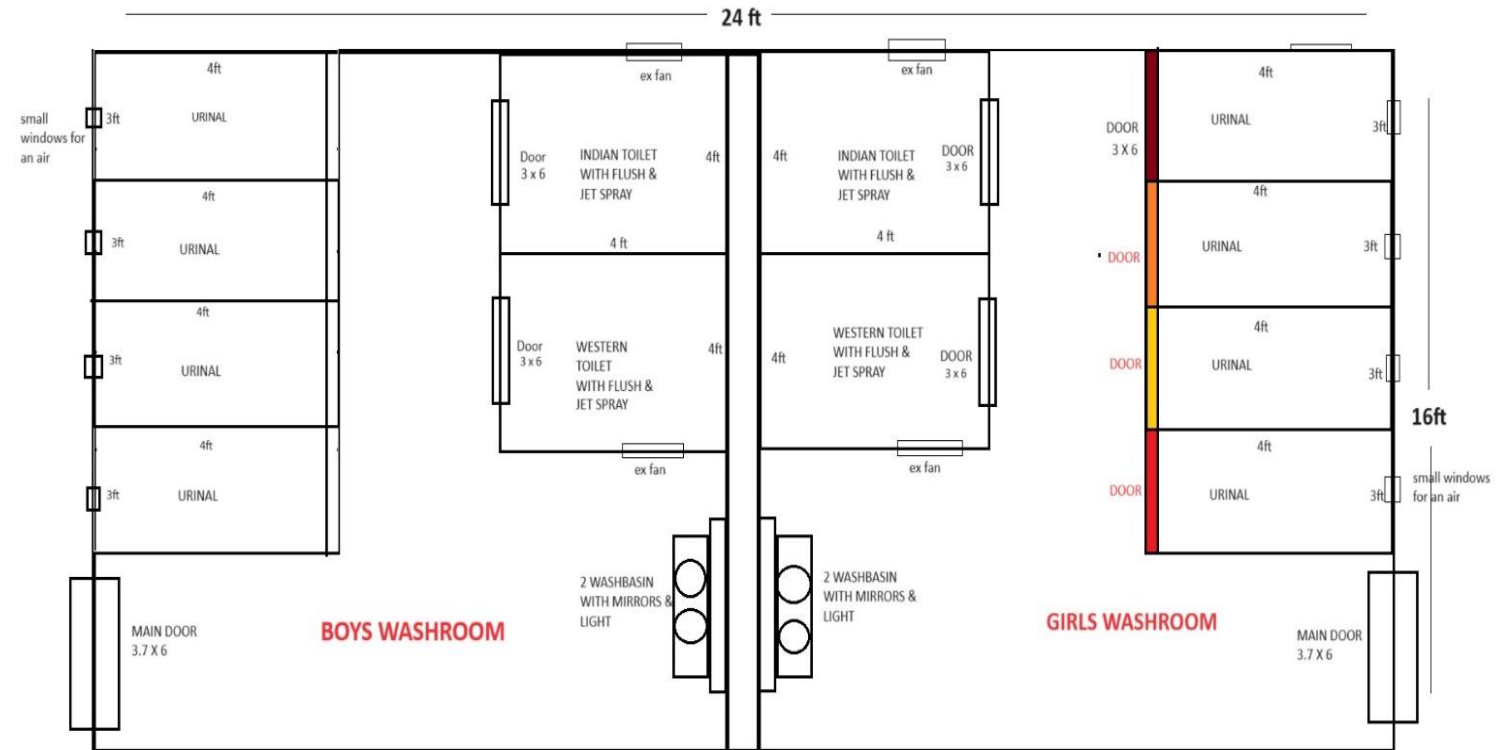 24 ft
4ft
ex fan
ex fan
4ft
small
windows for
an air
3ft
URINAL
Door
3 x 6
INDIAN TOILET
WITH FLUSH &
JET SPRAY
4ft
4ft
INDIAN TOILET
WITH FLUSH &
JET SPRAY
DOOR
3 x 6
DOOR
3 X 6
URINAL
3ft
4ft
3ft
URINAL
4 ft
4 ft
DOOR
4ft
URINAL
3ft
4ft
3ft
URINAL
Door
3 x 6
WESTERN
TOILET
WITH FLUSH &
JET SPRAY
4ft
4ft
WESTERN TOILET
WITH FLUSH &
JET SPRAY
DOOR
3 x 6
DOOR
4ft
URINAL
3ft
16ft
4ft
3ft
URINAL
ex fan
ex fan
DOOR
4ft
URINAL
3ft
small windows
for an air
MAIN DOOR
3.7 X 6
BOYS WASHROOM
2 WASHBASIN
WITH MIRRORS &
LIGHT
2 WASHBASIN
WITH MIRRORS &
LIGHT
GIRLS WASHROOM
MAIN DOOR
3.7 X 6